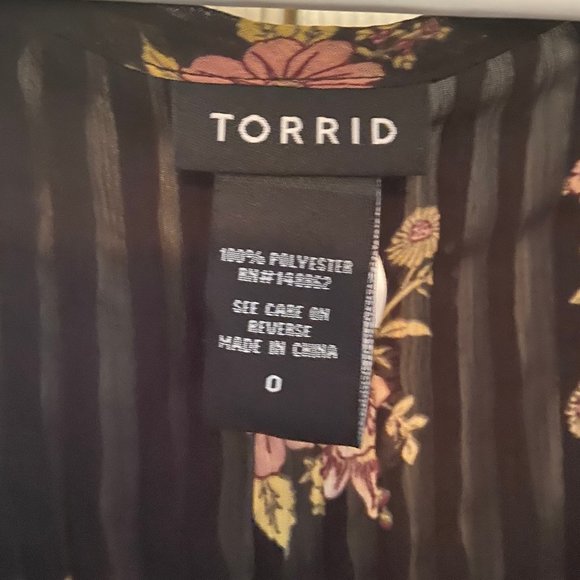 TORRID
100% POLYESTER
RN#148862
SEE CARE ON
REVERSE
MADE IN CHINA
0